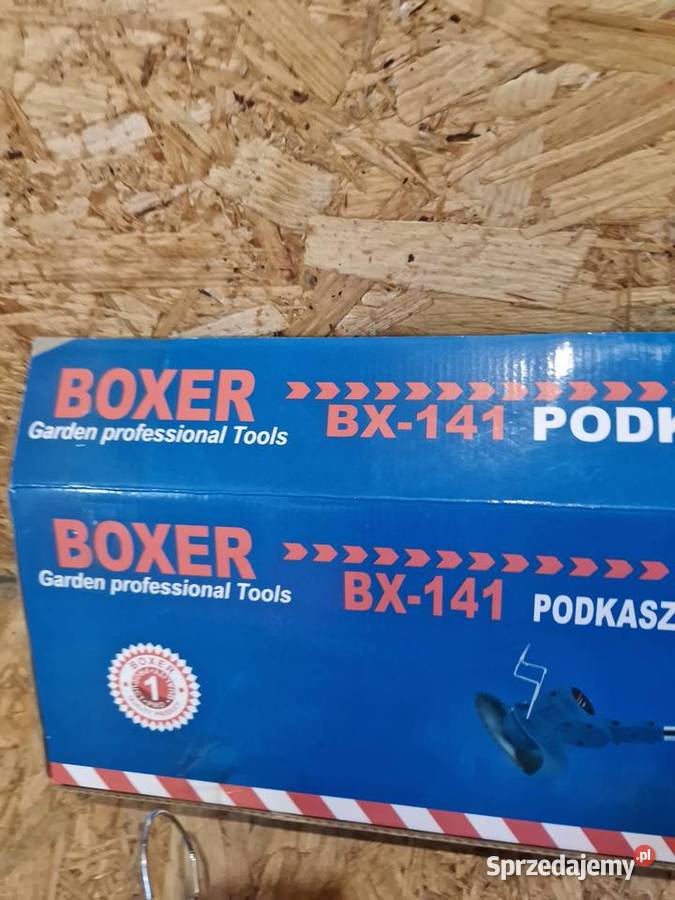 BOXER
Garden professional Tools
BX-141 PODK
BOXER
Garden professional Tools
BX-141 PODKASZ
BOXER
1
Sprzedajemy.pl